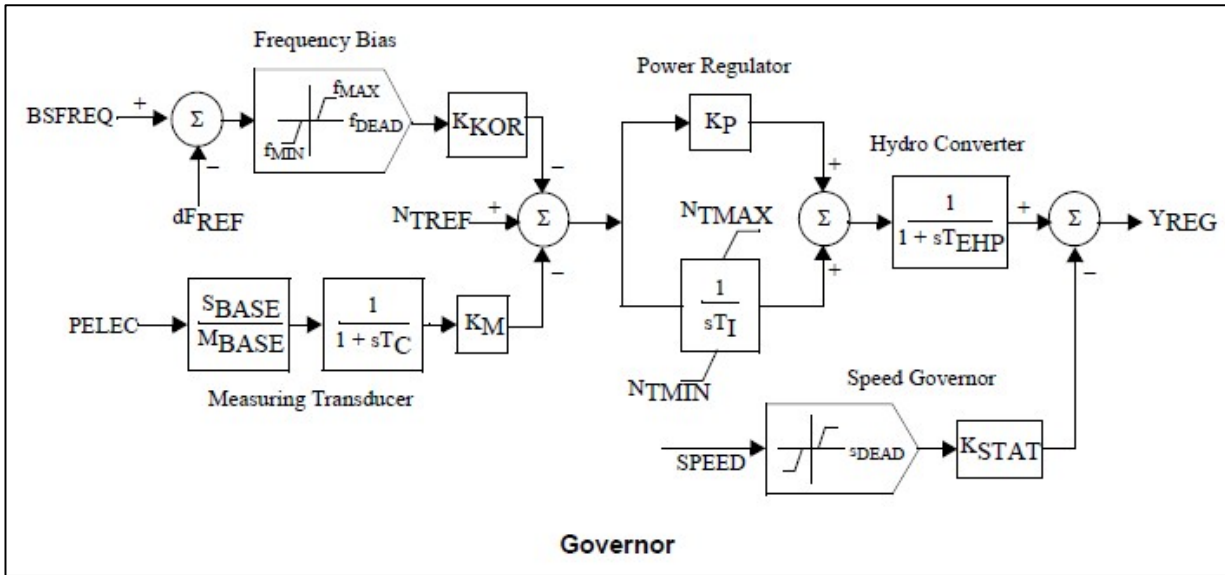 Frequency Bias
Power Regulator
BSFREQ
+
Σ
−
dFREF
fMAX
fDEAD
fMIN
KKOR
−
NTREF
+
Σ
−
KP
+
Hydro Converter
NTMAX
1
sTI
NTMIN
Σ
+
1
1 + sTEHP
+
Σ
−
YREG
PELEC
SBASE
MBASE
1
1 + sTC
KM
Measuring Transducer
Speed Governor
SPEED
sDEAD
KSTAT
Governor